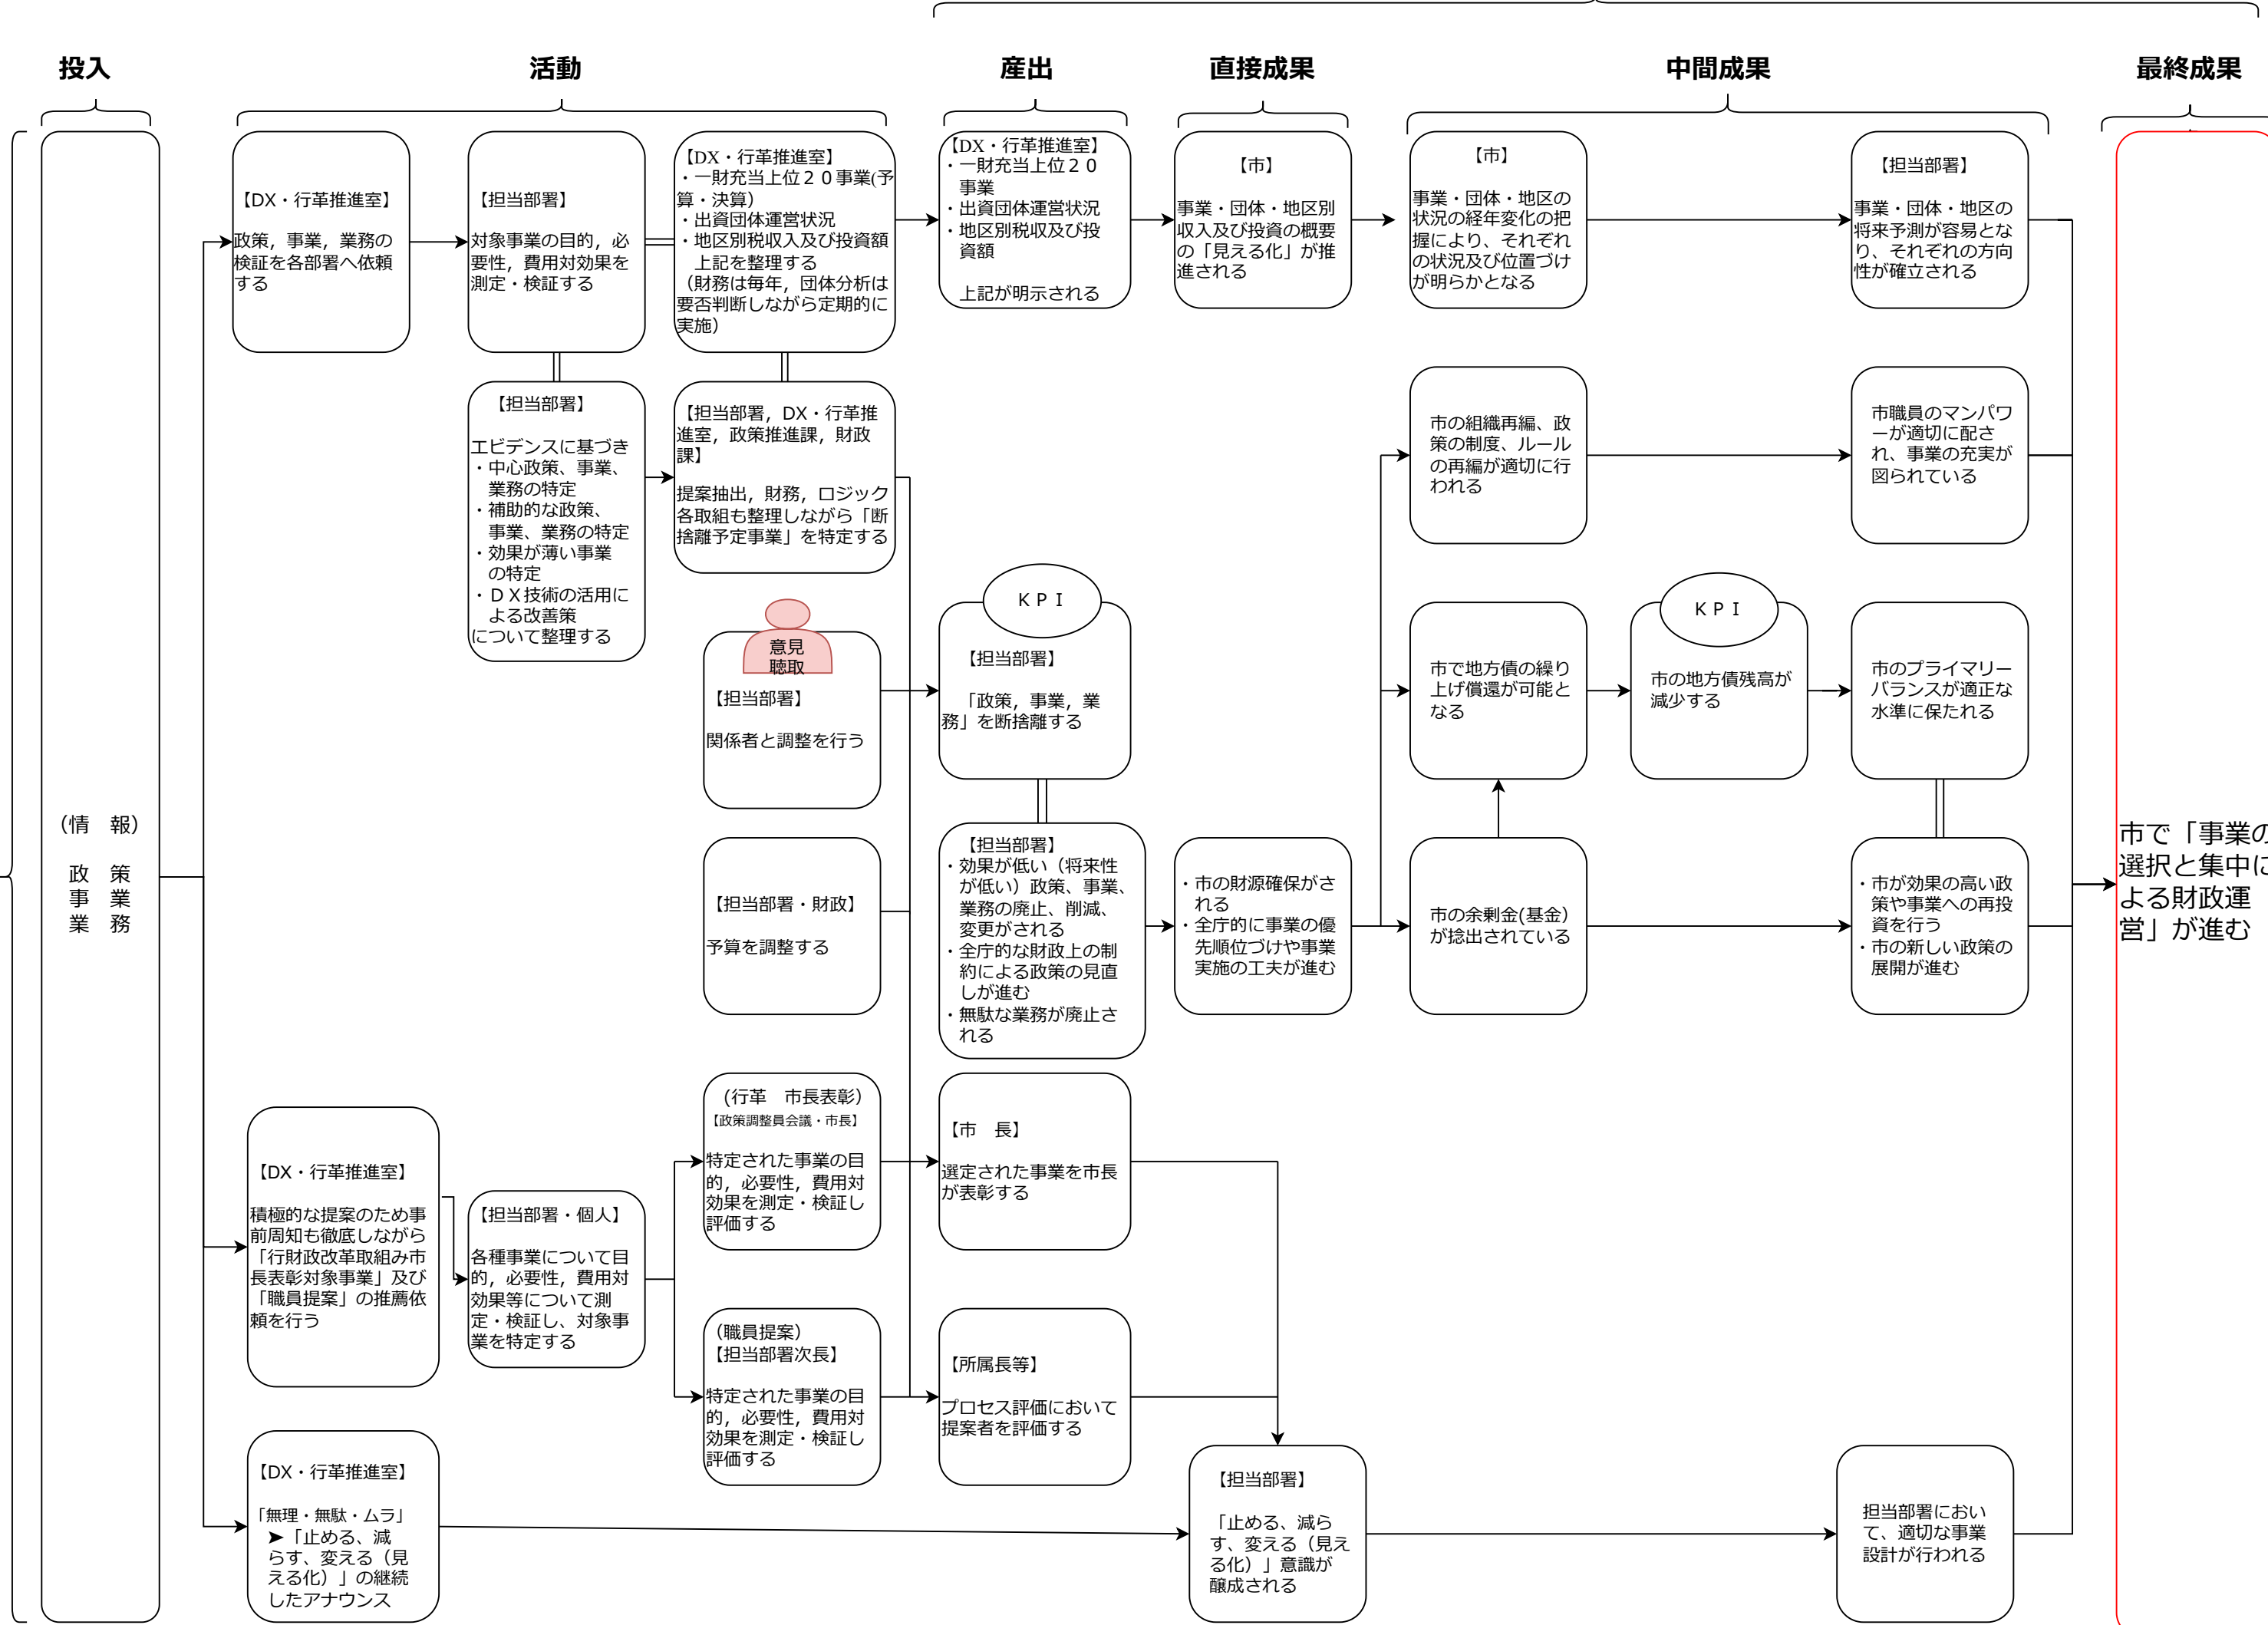 投入
活動
産出
直接成果
中間成果
最終成果
（情　報）
政　策
事　業
業　務
【DX・行革推進室】
政策，事業，業務の
検証を各部署へ依頼
する
【担当部署】
対象事業の目的，必
要性，費用対効果を
測定・検証する
【DX・行革推進室】
・一財充当上位２０事業(予
算・決算）
・出資団体運営状況
・地区別税収入及び投資額
上記を整理する
（財務は毎年，団体分析は
要否判断しながら定期的に
実施）
【DX・行革推進室】
・一財充当上位２０
事業
・出資団体運営状況
・地区別税収及び投
資額
上記が明示される
【市】
事業・団体・地区別
収入及び投資の概要
の「見える化」が推
進される
【市】
事業・団体・地区の
状況の経年変化の把
握により、それぞれ
の状況及び位置づけ
が明らかとなる
【担当部署】
事業・団体・地区の
将来予測が容易とな
り、それぞれの方向
性が確立される
【担当部署】
エビデンスに基づき
・中心政策、事業、
業務の特定
・補助的な政策、
事業、業務の特定
・効果が薄い事業
の特定
・ＤＸ技術の活用に
よる改善策
について整理する
【担当部署，DX・行革推
進室，政策推進課，財政
課】
提案抽出，財務，ロジック
各取組も整理しながら「断
捨離予定事業」を特定する
市の組織再編、政
策の制度、ルール
の再編が適切に行
われる
市職員のマンパワ
ーが適切に配さ
れ、事業の充実が
図られている
意見
聴取
【担当部署】
関係者と調整を行う
ＫＰＩ
【担当部署】
「政策，事業，業
務」を断捨離する
市で地方債の繰り
上げ償還が可能と
なる
ＫＰＩ
市の地方債残高が
減少する
市のプライマリー
バランスが適正な
水準に保たれる
【担当部署・財政】
予算を調整する
【担当部署】
・効果が低い（将来性
が低い）政策、事業、
業務の廃止、削減、
変更がされる
・全庁的な財政上の制
約による政策の見直
しが進む
・無駄な業務が廃止さ
れる
・市の財源確保がさ
れる
・全庁的に事業の優
先順位づけや事業
実施の工夫が進む
市の余剰金(基金）
が捻出されている
・市が効果の高い政
策や事業への再投
資を行う
・市の新しい政策の
展開が進む
市で「事業の
選択と集中に
よる財政運
営」が進む
【DX・行革推進室】
積極的な提案のため事
前周知も徹底しながら
「行財政改革取組み市
長表彰対象事業」及び
「職員提案」の推薦依
頼を行う
【担当部署・個人】
各種事業について目
的，必要性，費用対
効果等について測
定・検証し、対象事
業を特定する
（行革　市長表彰）
【政策調整員会議・市長】
特定された事業の目
的，必要性，費用対
効果を測定・検証し
評価する
【市　長】
選定された事業を市長
が表彰する
（職員提案）
【担当部署次長】
特定された事業の目
的，必要性，費用対
効果を測定・検証し
評価する
【所属長等】
プロセス評価において
提案者を評価する
【DX・行革推進室】
「無理・無駄・ムラ」
➤「止める、減
らす、変える（見
える化）」の継続
したアナウンス
【担当部署】
「止める、減ら
す、変える（見え
る化）」意識が
醸成される
担当部署におい
て、適切な事業
設計が行われる